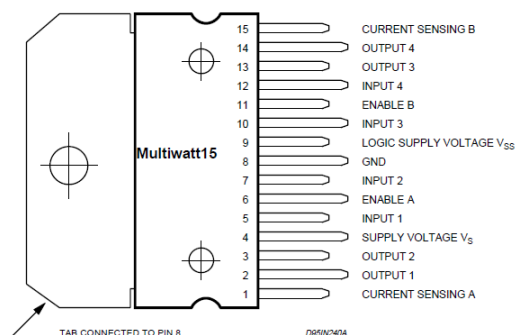 15 CURRENT SENSING B
14 OUTPUT 4
13 OUTPUT 3
12 INPUT 4
11 ENABLE B
10 INPUT 3
9 LOGIC SUPPLY VOLTAGE VSS
8 GND
7 INPUT 2
6 ENABLE A
5 INPUT 1
4 SUPPLY VOLTAGE VS
3 OUTPUT 2
2 OUTPUT 1
1 CURRENT SENSING A
Multiwatt15
TAB CONNECTED TO PIN 8
D95IN240A